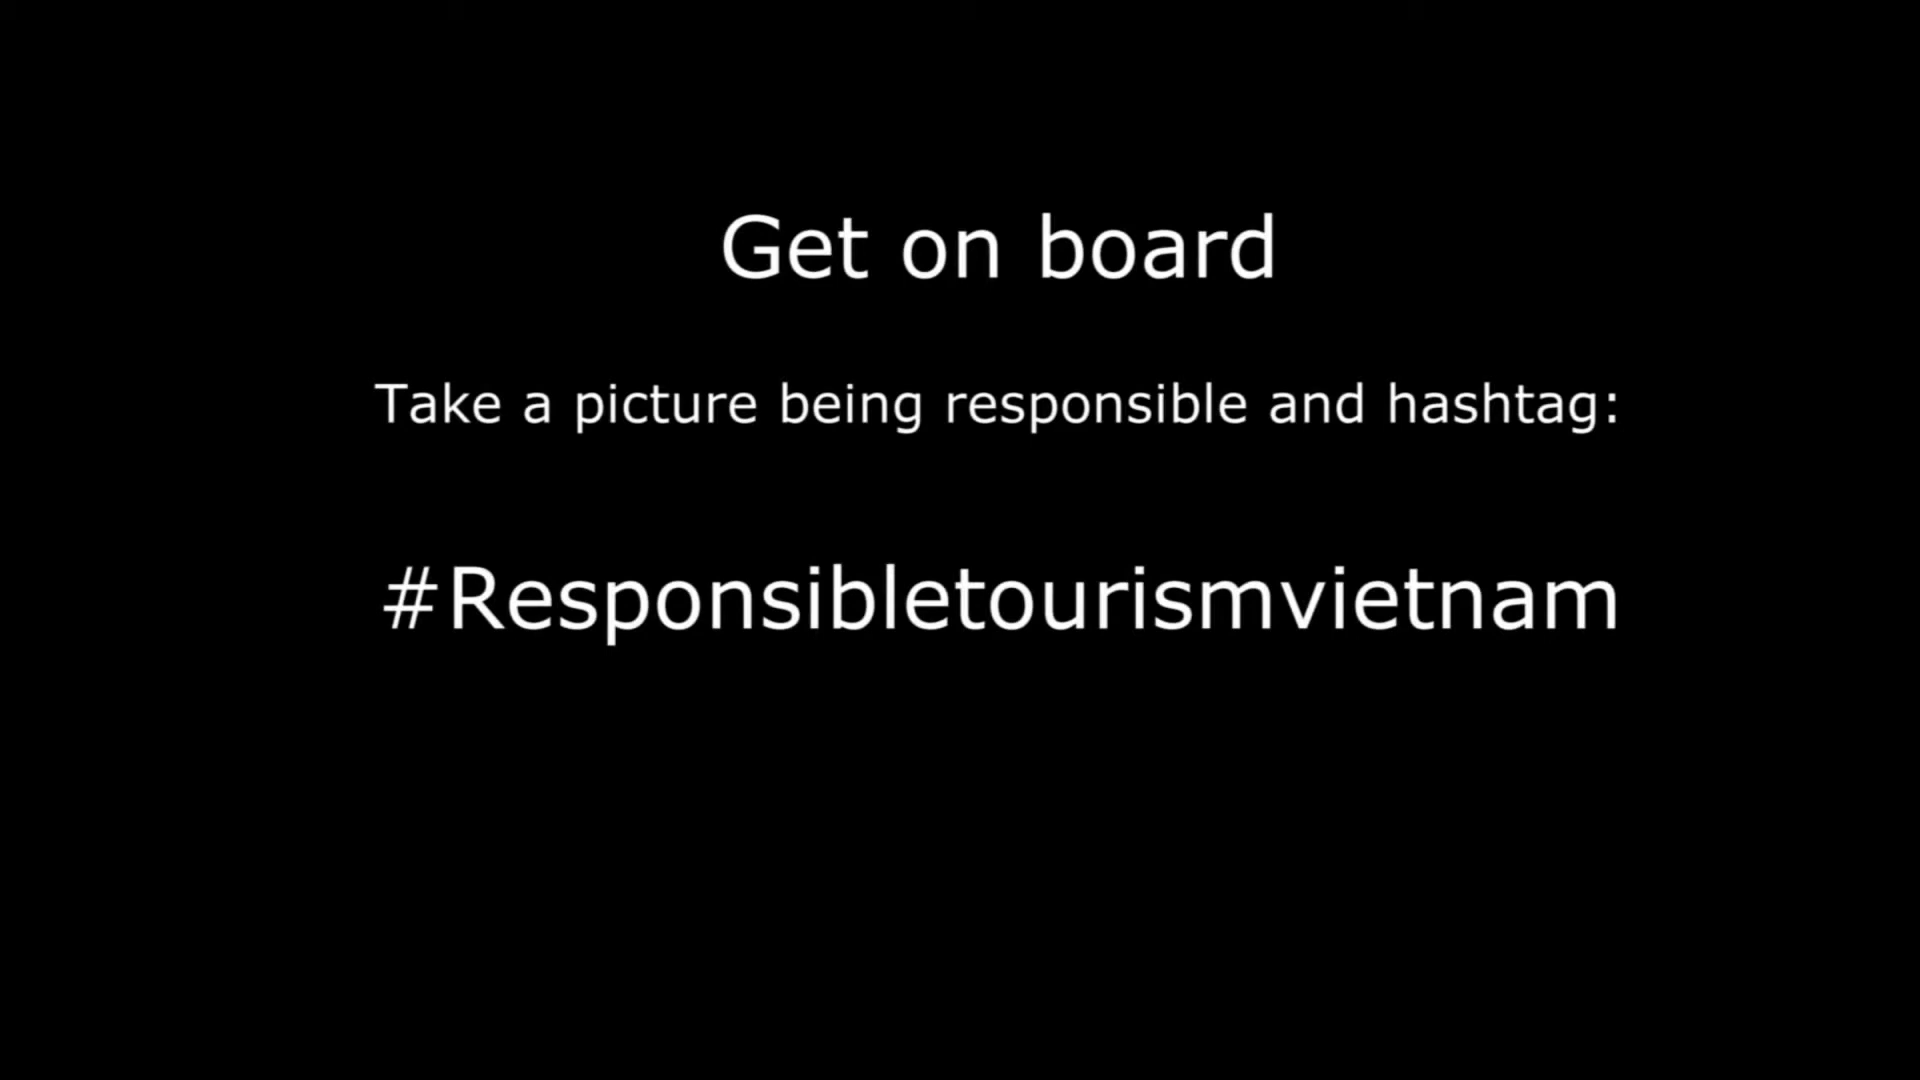 Get on board
Take a picture being responsible and hashtag:
#Responsibletourismvietnam